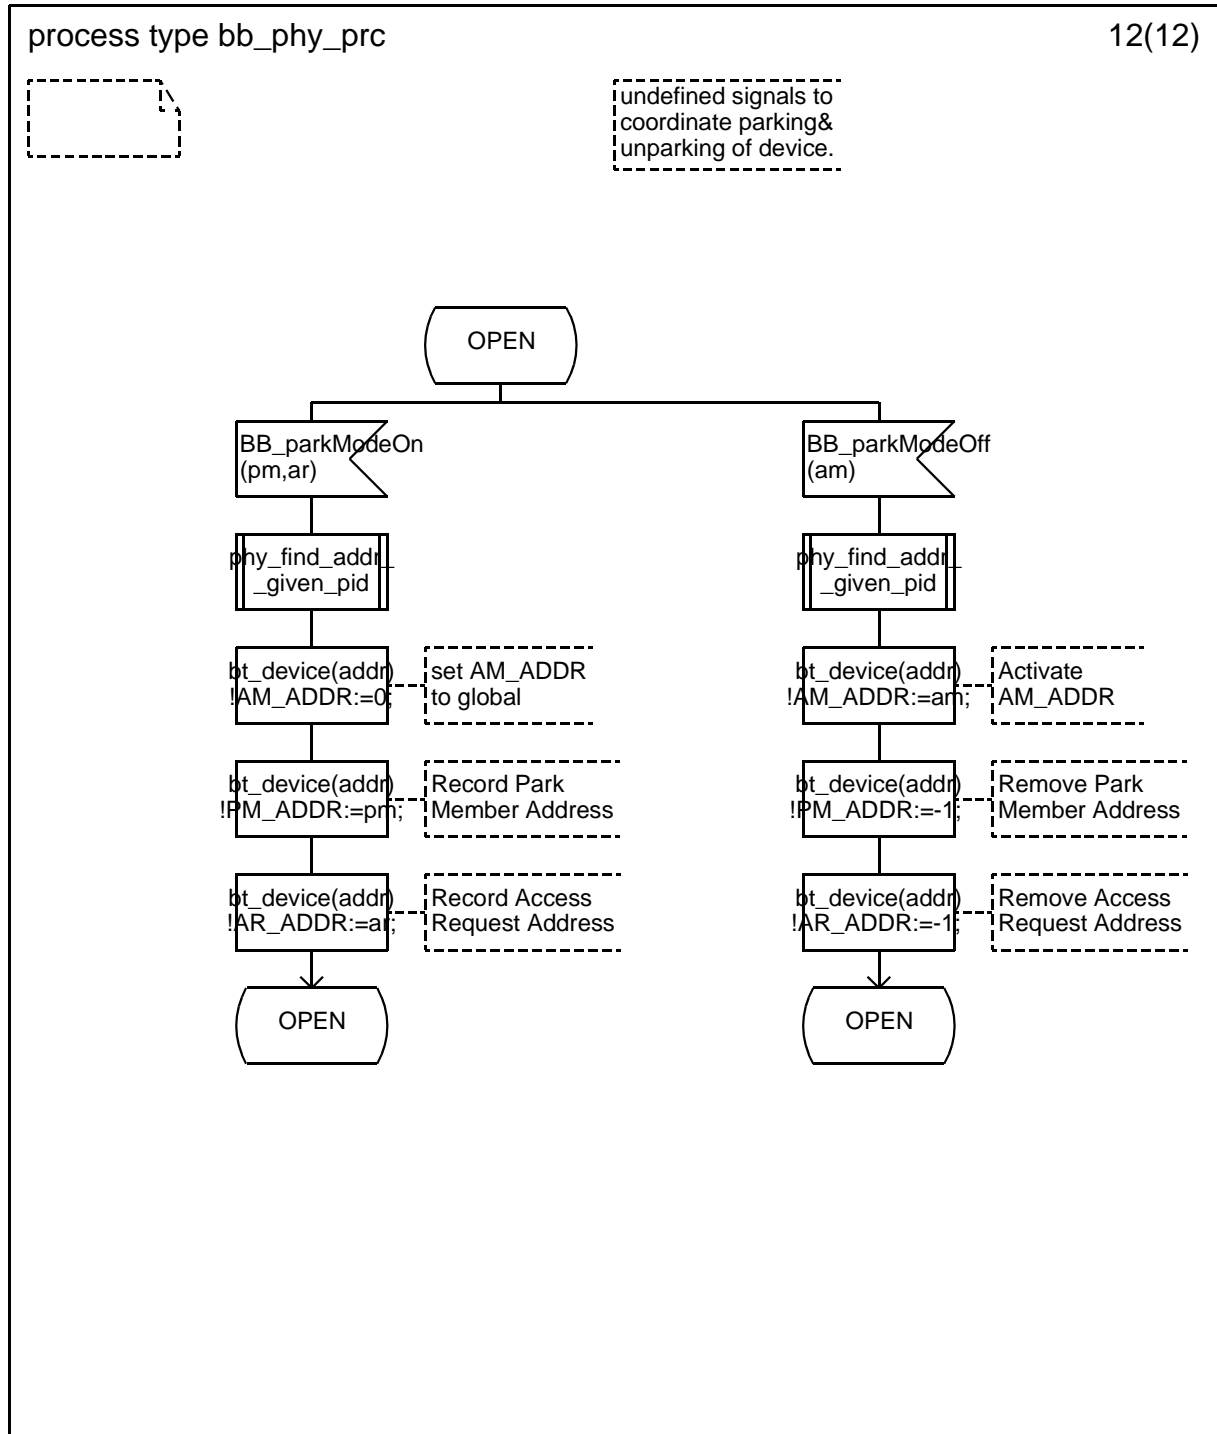 process type bb_phy_prc
12(12)
undefined signals to
coordinate parking&
unparking of device.
OPEN
BB_parkModeOn
(pm,ar)
phy_find_addr_
_given_pid
bt_device(addr)
!AM_ADDR:=0;
set AM_ADDR
to global
bt_device(addr)
!PM_ADDR:=pm;
Record Park
Member Address
bt_device(addr)
!AR_ADDR:=ar;
Record Access
Request Address
OPEN
BB_parkModeOff
(am)
phy_find_addr_
_given_pid
bt_device(addr)
!AM_ADDR:=am;
Activate
AM_ADDR
bt_device(addr)
!PM_ADDR:=-1;
Remove Park
Member Address
bt_device(addr)
!AR_ADDR:=-1;
Remove Access
Request Address
OPEN